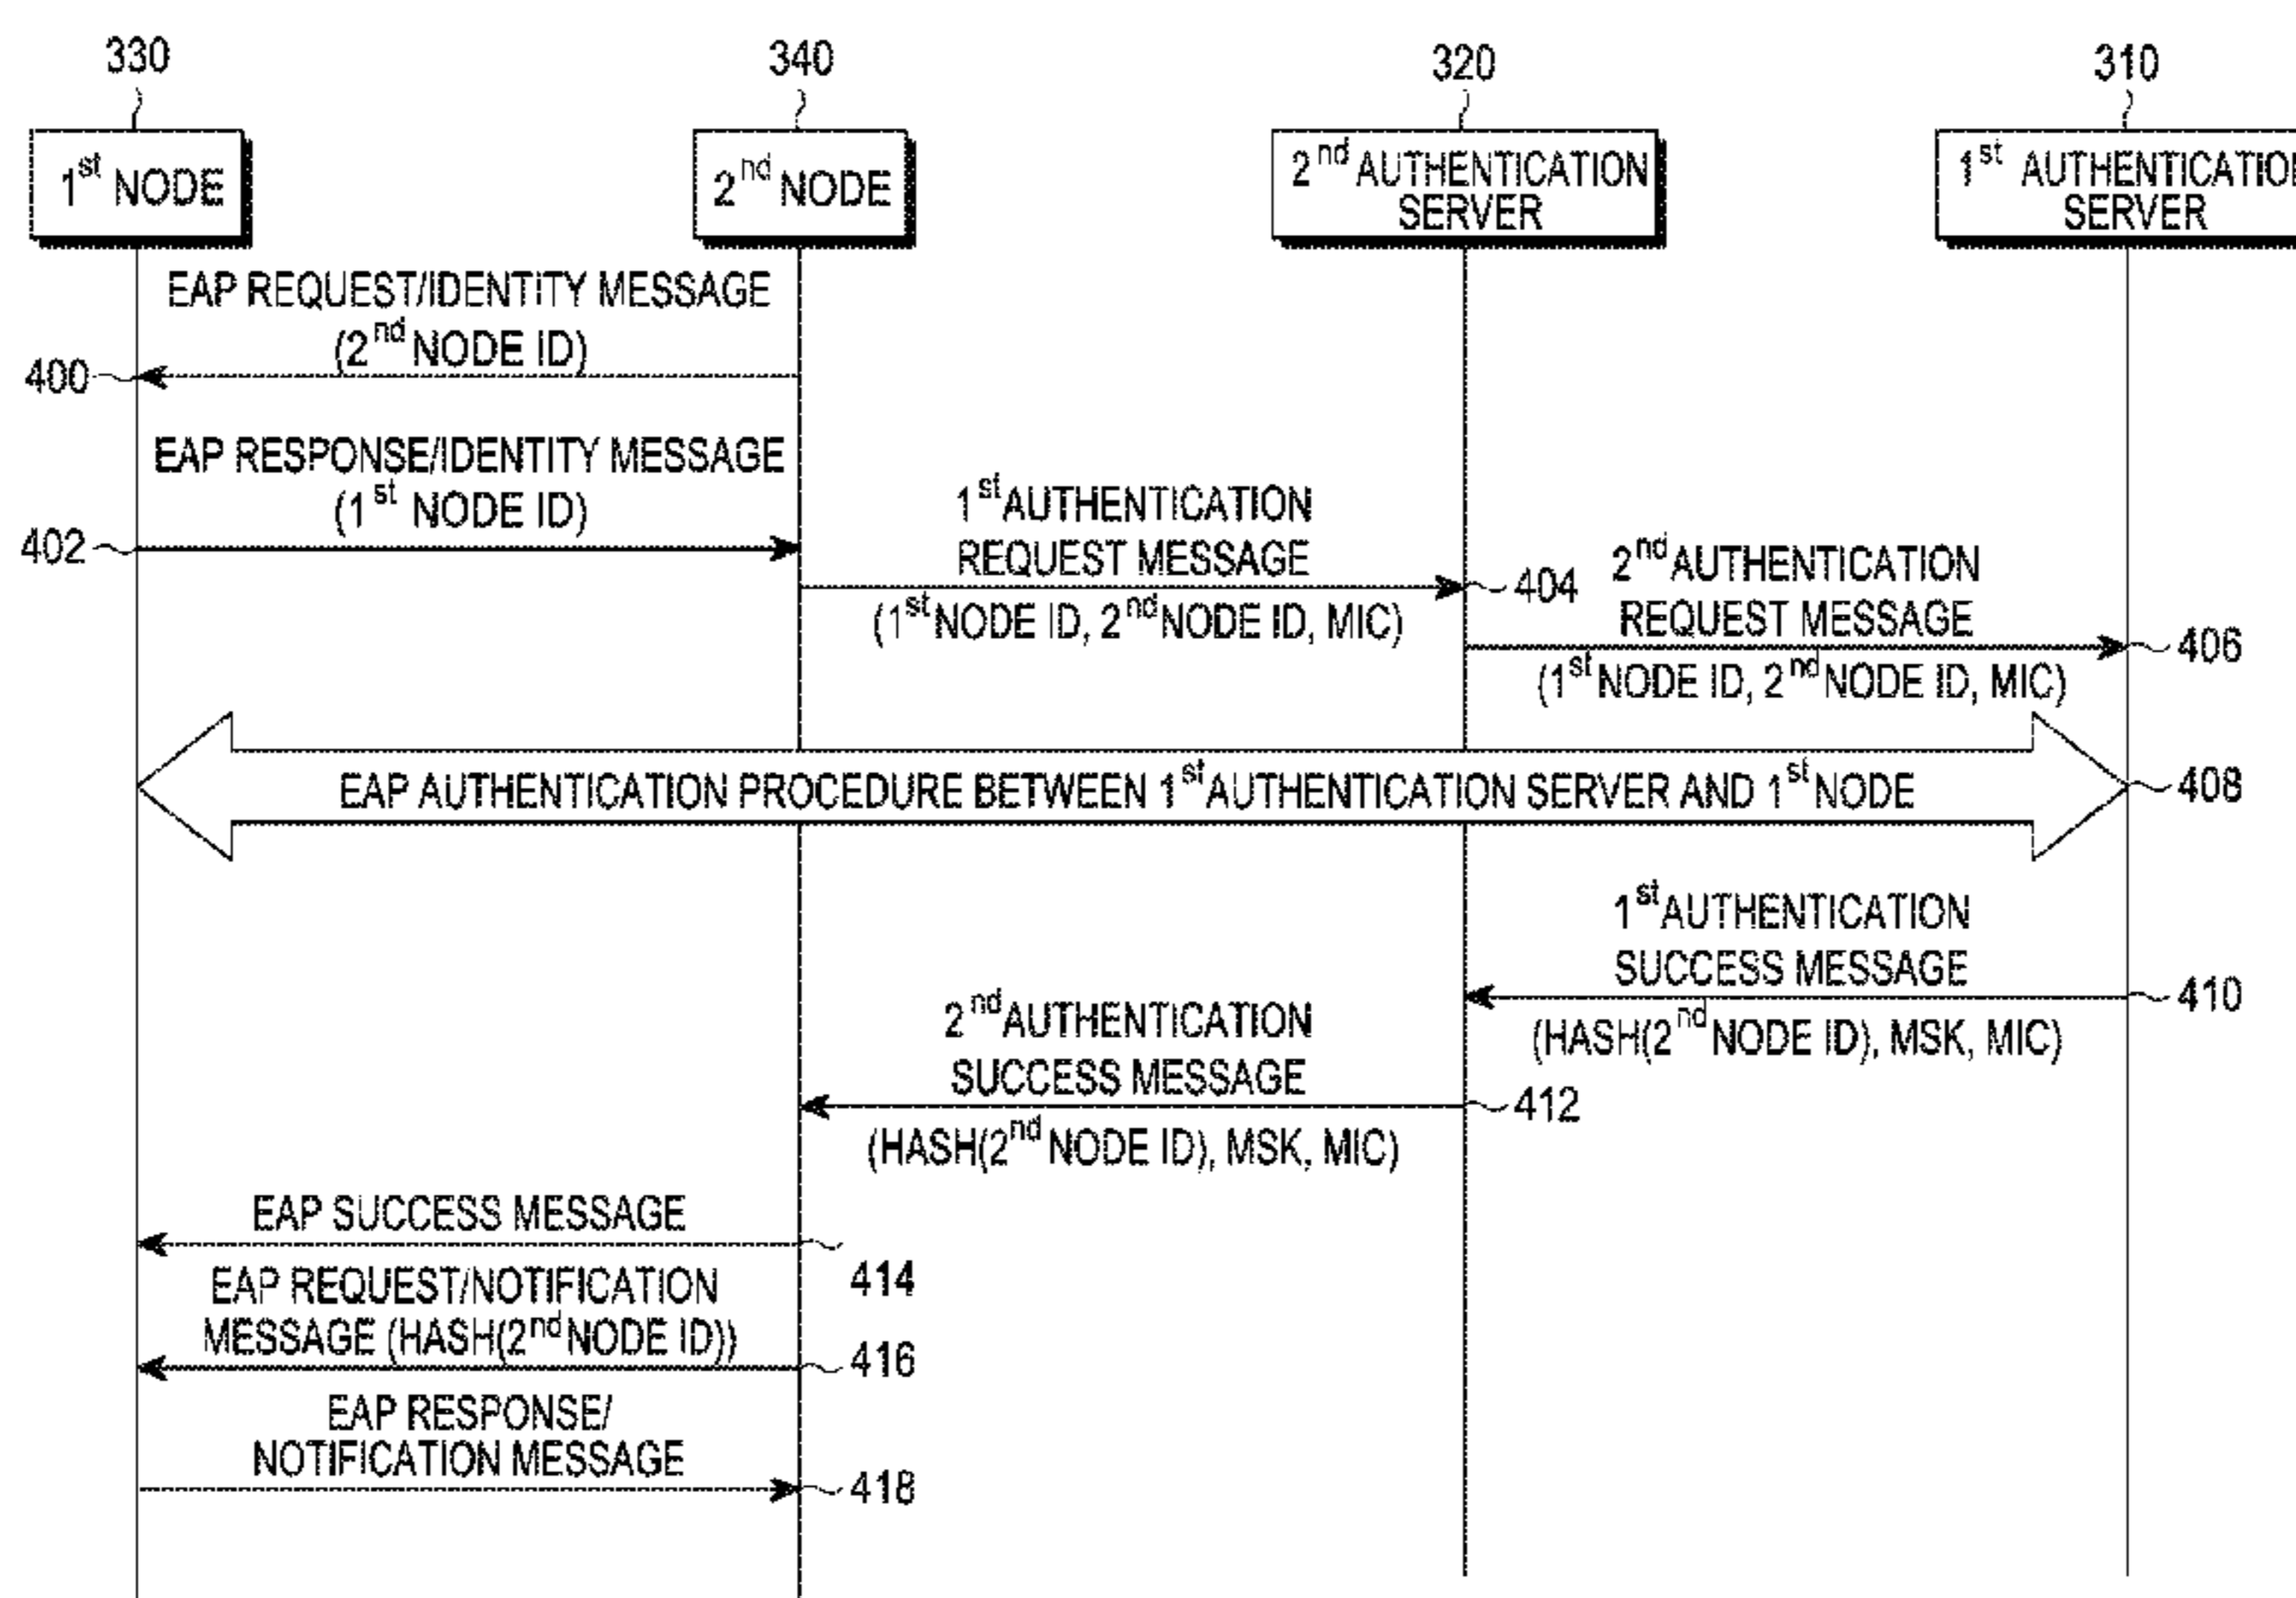 330
340
320
310
1st NODE
2nd NODE
2nd AUTHENTICATION
SERVER
1st AUTHENTICATION
SERVER
EAP REQUEST/IDENTITY MESSAGE
(2nd NODE ID)
400
EAP RESPONSE/IDENTITY MESSAGE
(1st NODE ID)
402
1st AUTHENTICATION
REQUEST MESSAGE
404
(1st NODE ID, 2nd NODE ID, MIC)
2nd AUTHENTICATION
REQUEST MESSAGE
406
(1st NODE ID, 2nd NODE ID, MIC)
EAP AUTHENTICATION PROCEDURE BETWEEN 1st AUTHENTICATION SERVER AND 1st NODE
408
1st AUTHENTICATION
SUCCESS MESSAGE
410
(HASH(2nd NODE ID), MSK, MIC)
2nd AUTHENTICATION
SUCCESS MESSAGE
412
(HASH(2nd NODE ID), MSK, MIC)
EAP SUCCESS MESSAGE
414
EAP REQUEST/NOTIFICATION
MESSAGE (HASH(2nd NODE ID))
416
EAP RESPONSE/
NOTIFICATION MESSAGE
418